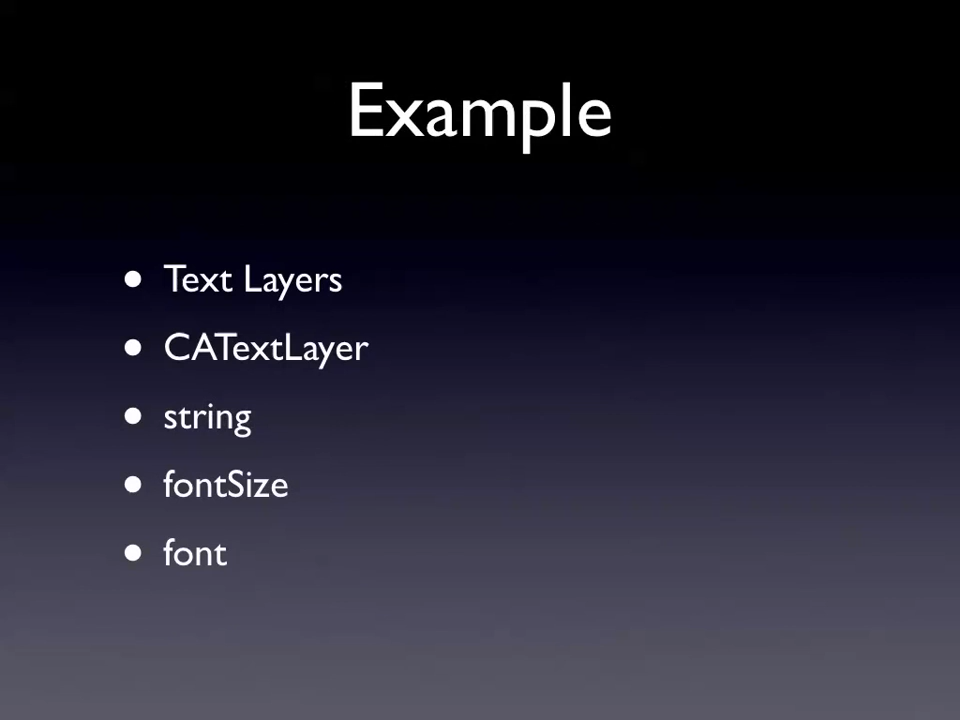 Example
• Text Layers
• CATextLayer
• string
• fontSize
• font